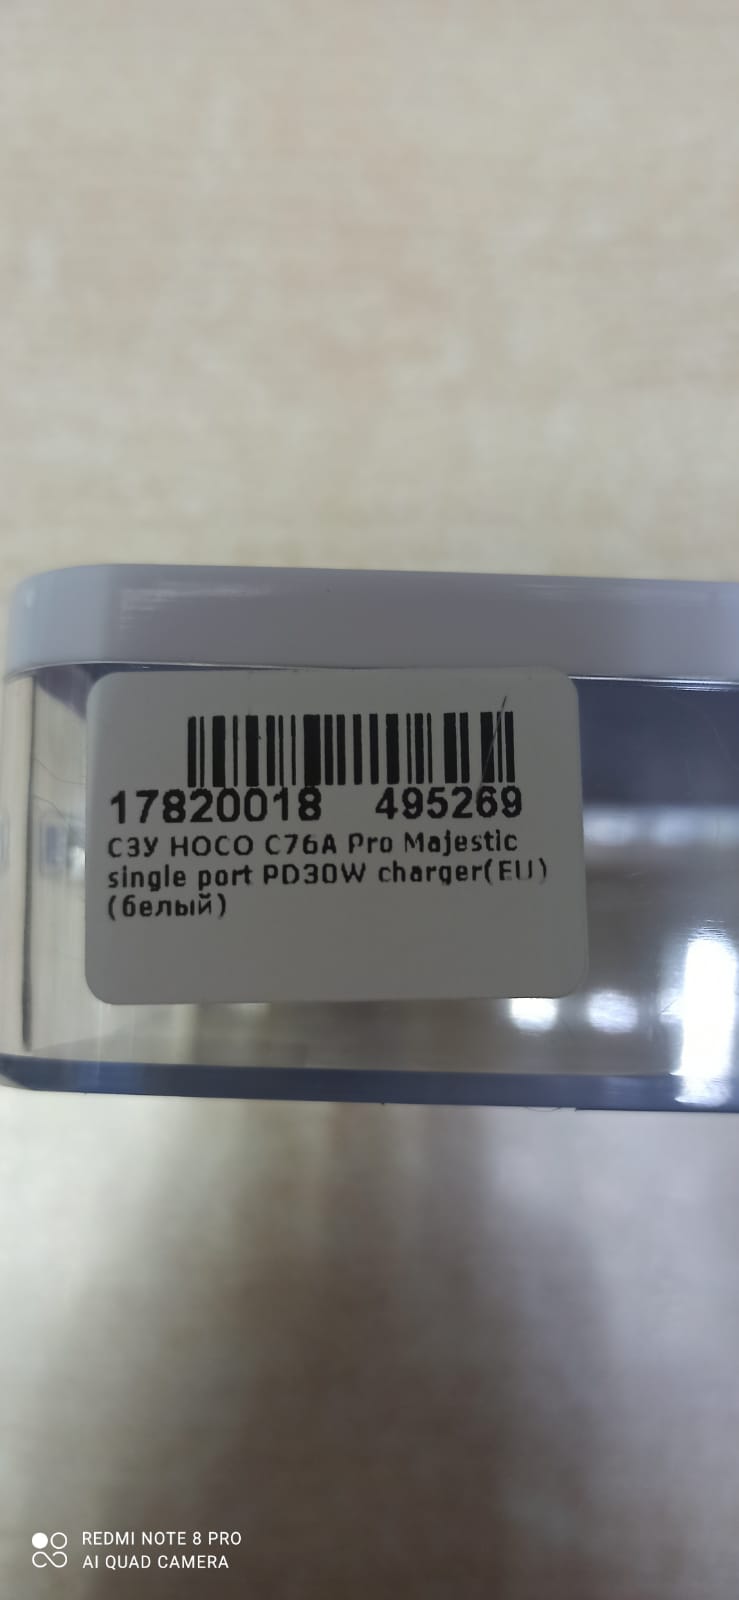 17820018 495269
СЗУ HOCO C76A Pro Majestic
single port PD30W charger(EU)
(белый)
REDMI NOTE 8 PRO
AI QUAD CAMERA